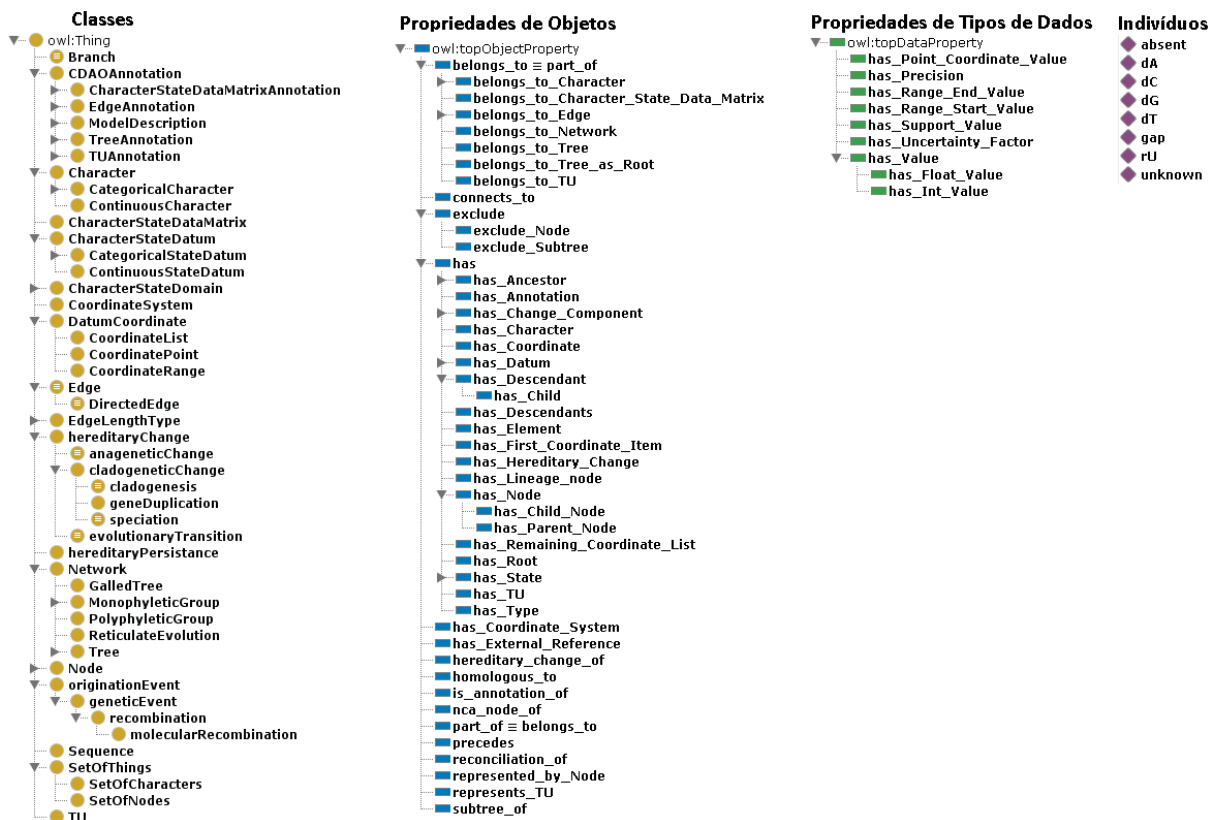 Classes
owl:Thing
Branch
CDAOAnnotation
CharacterStateDataMatrixAnnotation
EdgeAnnotation
ModelDescription
TreeAnnotation
TUAnnotation
Character
CategoricalCharacter
ContinuousCharacter
CharacterStateDataMatrix
CharacterStateDatum
CategoricalStateDatum
ContinuousStateDatum
CharacterStateDomain
CoordinateSystem
DatumCoordinate
CoordinateList
CoordinatePoint
CoordinateRange
Edge
DirectedEdge
EdgeLengthType
hereditaryChange
anageneticChange
cladogeneticChange
cladogenesis
geneDuplication
speciation
evolutionaryTransition
hereditaryPersistance
Network
GalledTree
MonophyleticGroup
PolyphyleticGroup
ReticulateEvolution
Tree
Node
originationEvent
geneticEvent
recombination
molecularRecombination
Sequence
SetOfThings
SetOfCharacters
SetOfNodes
TU
Propriedades de Objetos
owl:topObjectProperty
belongs_to ≡ part_of
belongs_to_Character
belongs_to_Character_State_Data_Matrix
belongs_to_Edge
belongs_to_Network
belongs_to_Tree
belongs_to_Tree_as_Root
belongs_to_TU
connects_to
exclude
exclude_Node
exclude_Subtree
has
has_Ancestor
has_Annotation
has_Change_Component
has_Character
has_Coordinate
has_Datum
has_Descendant
has_Child
has_Descendants
has_Element
has_First_Coordinate_Item
has_Hereditary_Change
has_Lineage_node
has_Node
has_Child_Node
has_Parent_Node
has_Remaining_Coordinate_List
has_Root
has_State
has_TU
has_Type
has_Coordinate_System
has_External_Reference
hereditary_change_of
homologous_to
is_annotation_of
nca_node_of
part_of ≡ belongs_to
precedes
reconciliation_of
represented_by_Node
represents_TU
subtree_of
Propriedades de Tipos de Dados
owl:topDataProperty
has_Point_Coordinate_Value
has_Precision
has_Range_End_Value
has_Range_Start_Value
has_Support_Value
has_Uncertainty_Factor
has_Value
has_Float_Value
has_Int_Value
Indivíduos
absent
dA
dC
dG
dT
gap
rU
unknown